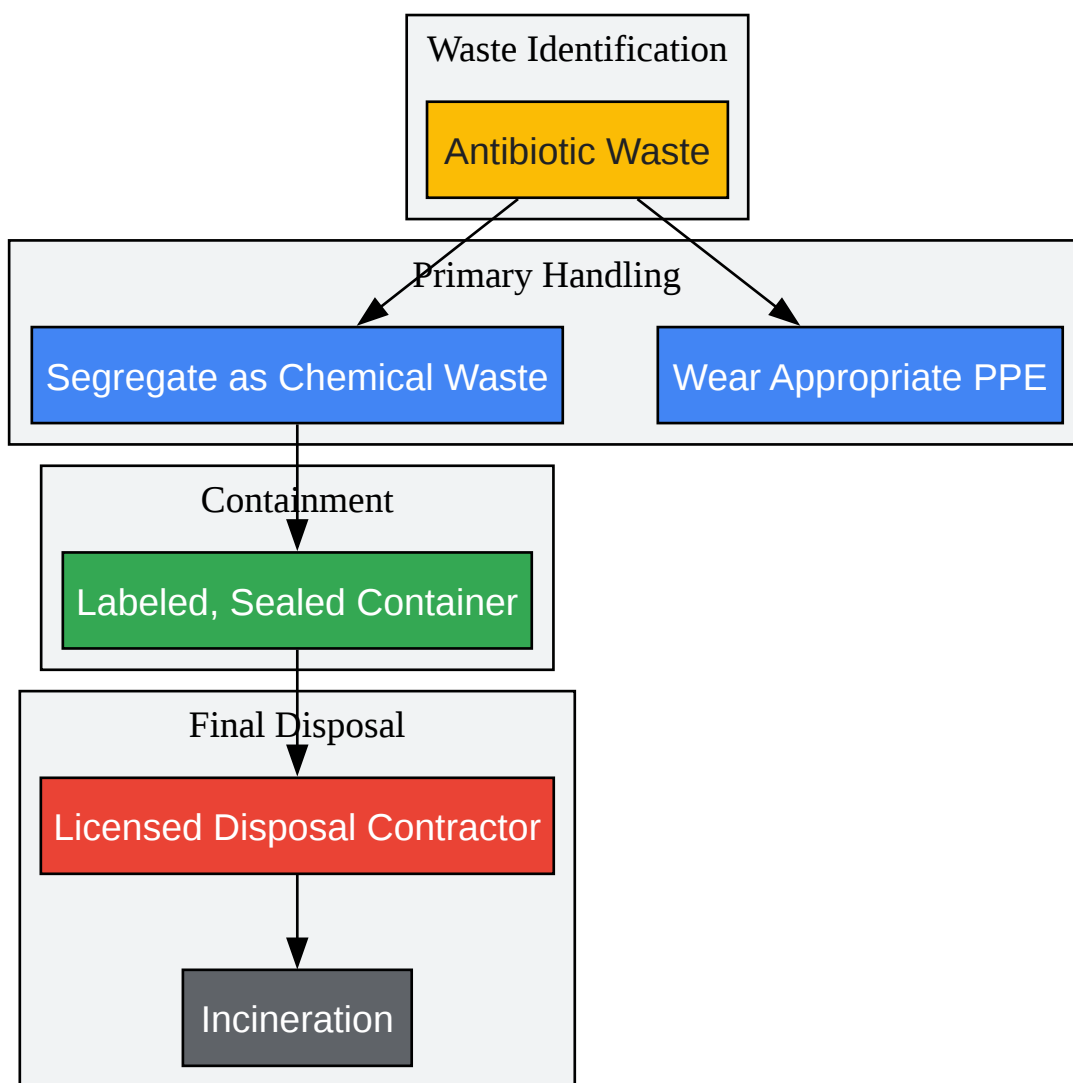 Waste Identification
Antibiotic Waste
Primary Handling
Segregate as Chemical Waste
Wear Appropriate PPE
Containment
Labeled, Sealed Container
Final Disposal
Licensed Disposal Contractor
Incineration